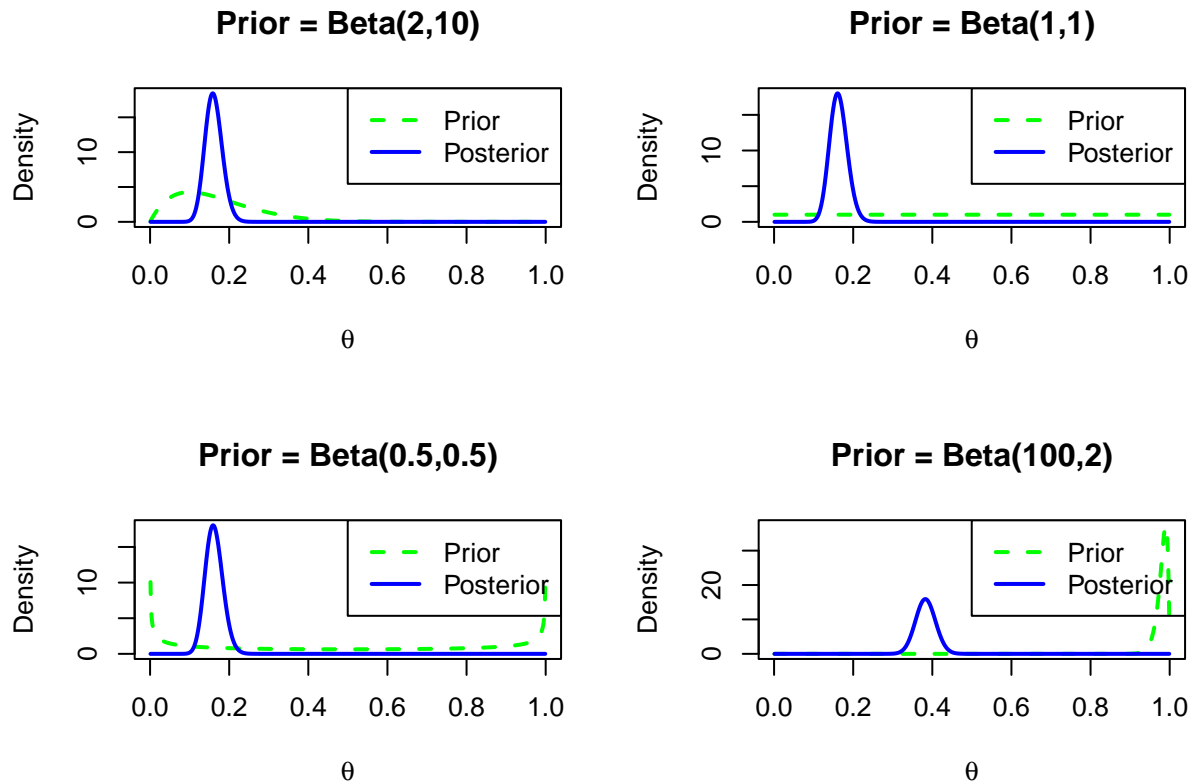 Prior = Beta(2,10)
Density
0 10
Prior
Posterior
0.0 0.2 0.4 0.6 0.8 1.0
θ
Prior = Beta(1,1)
Density
0 10
Prior
Posterior
0.0 0.2 0.4 0.6 0.8 1.0
θ
Prior = Beta(0.5,0.5)
Density
0 10
Prior
Posterior
0.0 0.2 0.4 0.6 0.8 1.0
θ
Prior = Beta(100,2)
Density
0 20
Prior
Posterior
0.0 0.2 0.4 0.6 0.8 1.0
θ